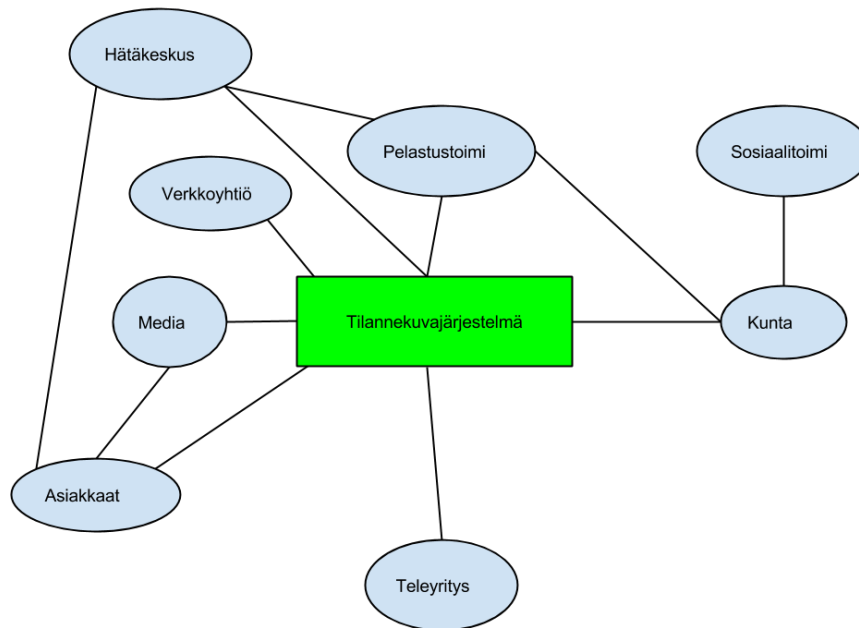 Hätäkeskus
Pelastustoimi
Sosiaalitoimi
Verkkoyhtiö
Media
Tilannekuvajärjestelmä
Kunta
Asiakkaat
Teleyritys